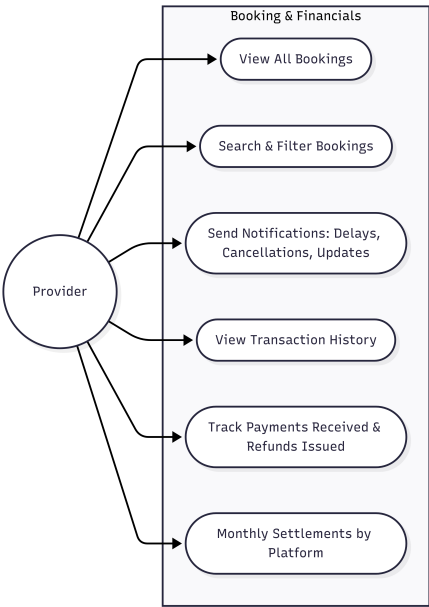 Booking & Financials
View All Bookings
Search & Filter Bookings
Send Notifications: Delays,
Cancellations, Updates
Provider
View Transaction History
Track Payments Received &
Refunds Issued
Monthly Settlements by
Platform